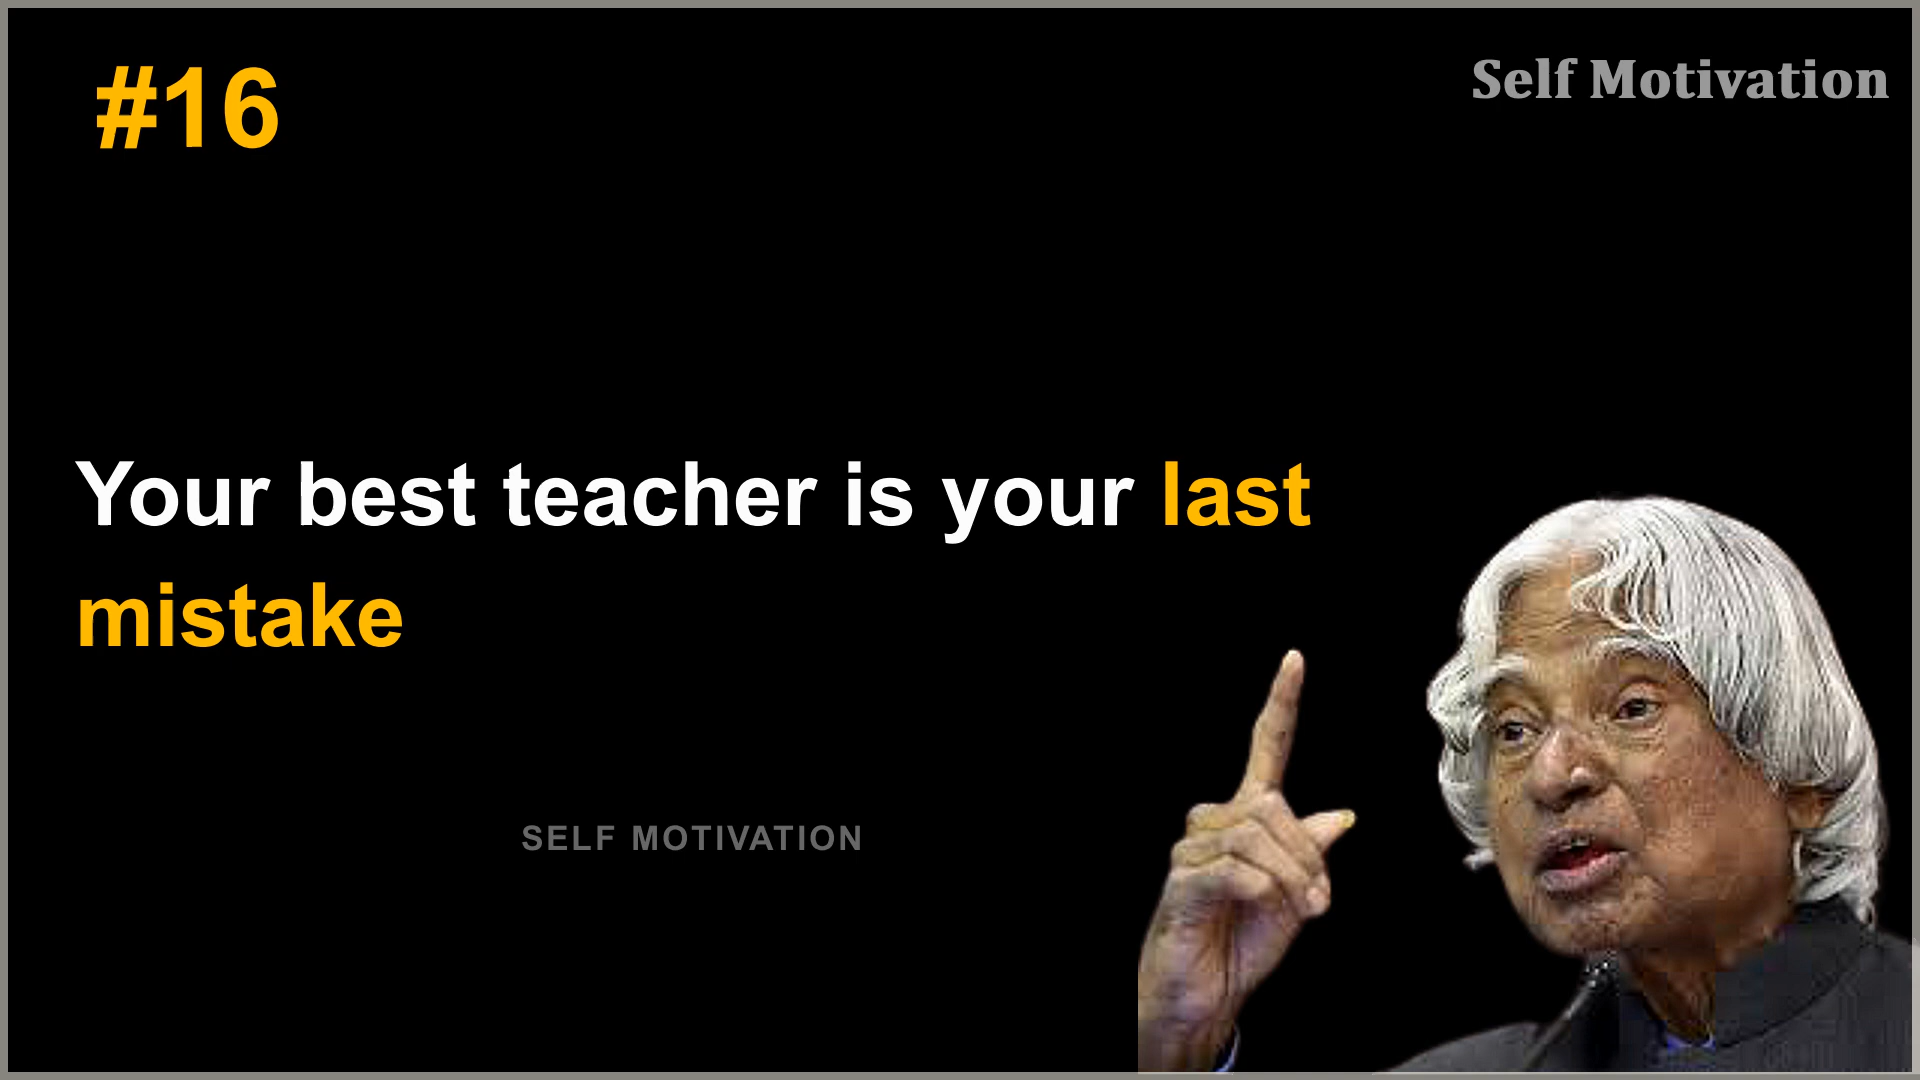 #16
Self Motivation
Your best teacher is your last
mistake
SELF MOTIVATION